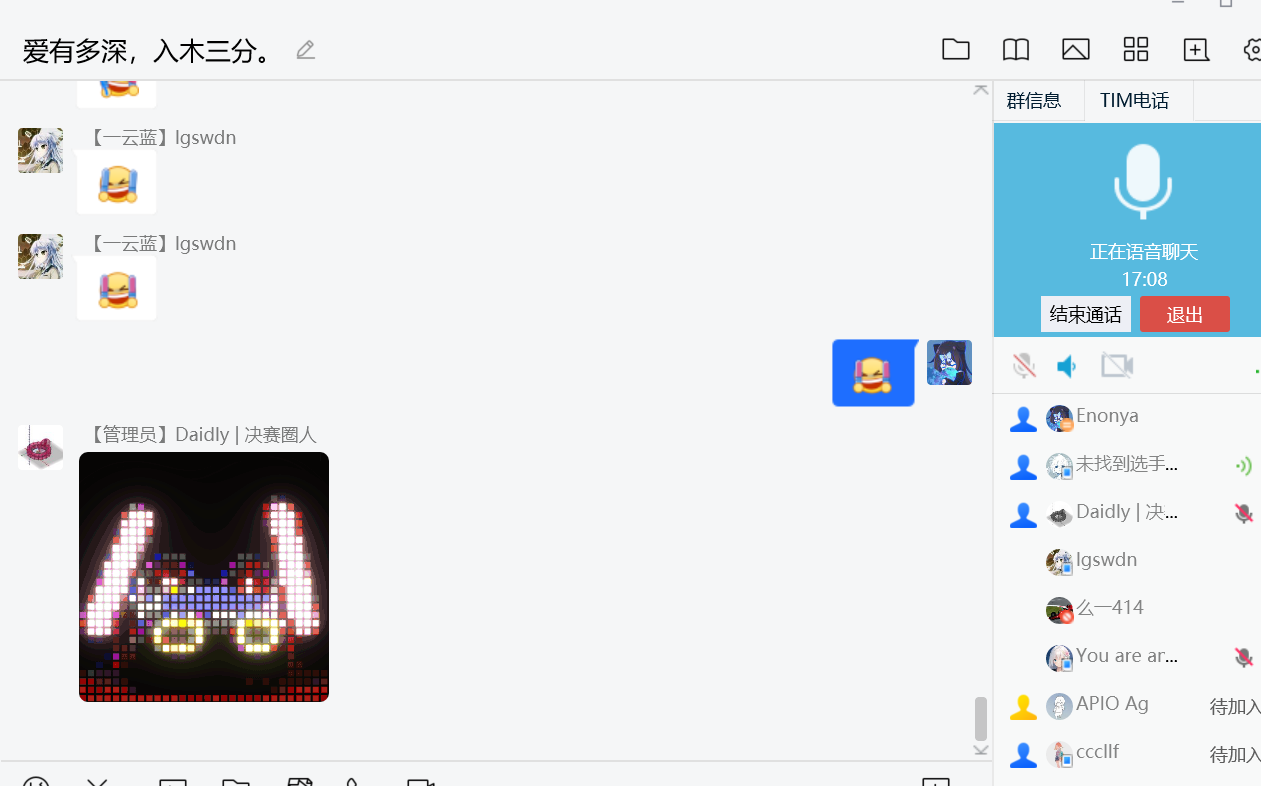 爱有多深，入木三分。
群信息
TIM电话
【一云蓝】lgswdn
【一云蓝】lgswdn
【管理员】Daidly | 决赛圈人
正在语音聊天
17:08
结束通话
退出
Enonya
未找到选手...
Daidly | 决...
lgswdn
么一414
You are ar...
APIO Ag
待加入
cccllf
待加入